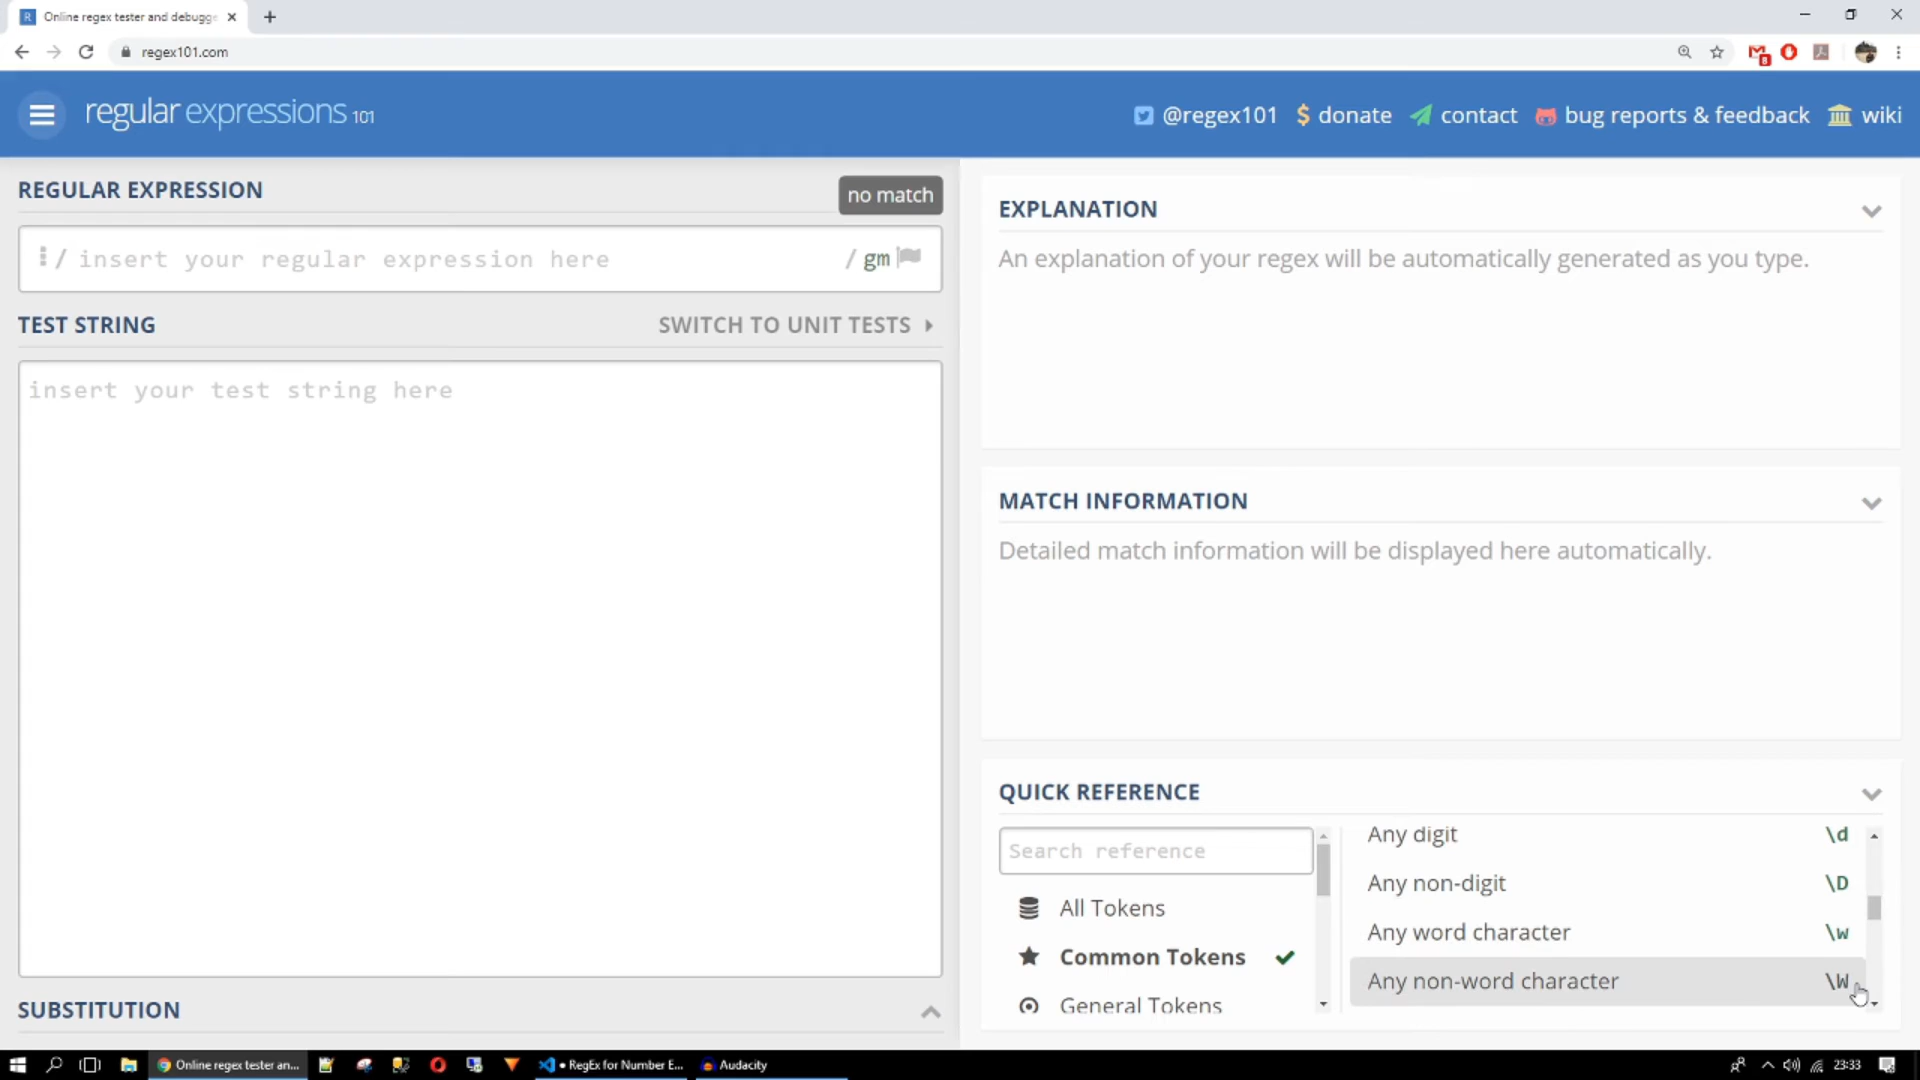 Online regex tester and debugge
regex101.com
8
regular expressions 101
@regex101
$ donate
contact
bug reports & feedback
wiki
REGULAR EXPRESSION
no match
/ insert your regular expression here
/ gm
TEST STRING
SWITCH TO UNIT TESTS
insert your test string here
SUBSTITUTION
EXPLANATION
An explanation of your regex will be automatically generated as you type.
MATCH INFORMATION
Detailed match information will be displayed here automatically.
QUICK REFERENCE
Search reference
All Tokens
Common Tokens
General Tokens
Any digit \d
Any non-digit \D
Any word character \w
Any non-word character \W
Online regex tester an...
● RegEx for Number E...
Audacity
23:33